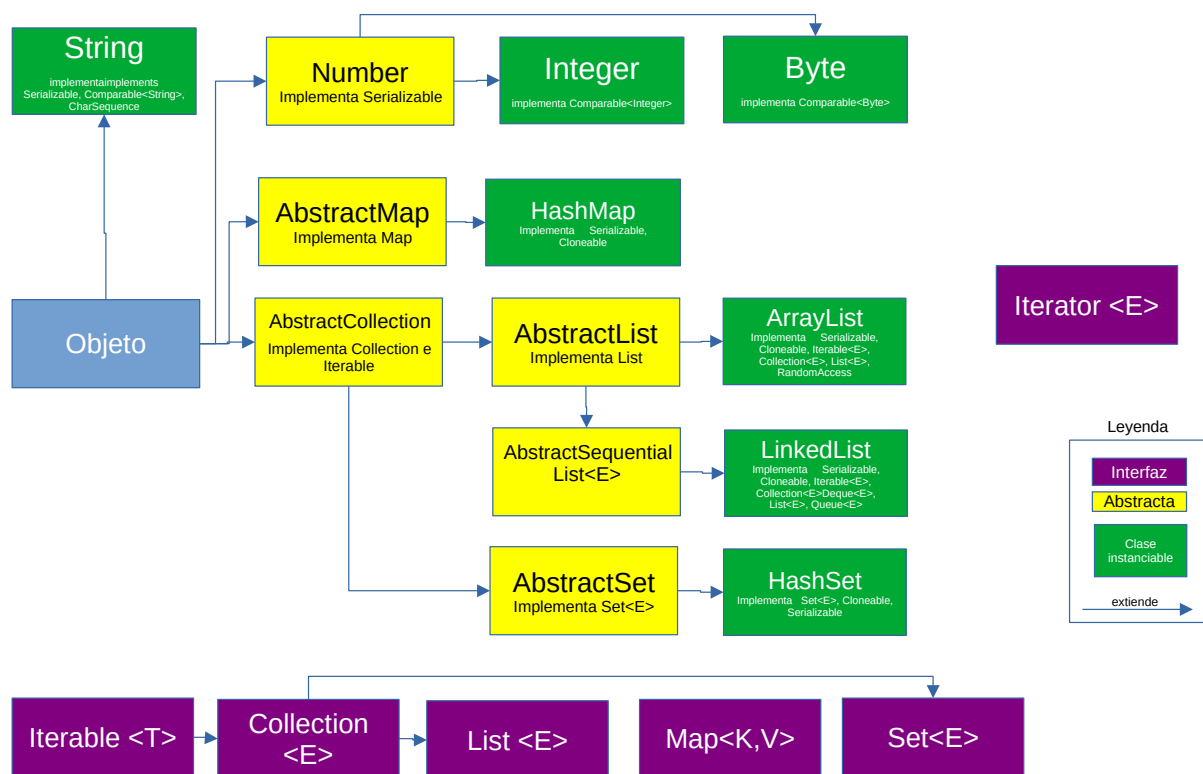 String
implementaimplements
Serializable, Comparable<String>,
CharSequence
Number
Implementa Serializable
Integer
implementa Comparable<Integer>
Byte
implementa Comparable<Byte>
AbstractMap
Implementa Map
HashMap
Implementa Serializable,
Cloneable
Objeto
AbstractCollection
Implementa Collection e
Iterable
AbstractList
Implementa List
ArrayList
Implementa Serializable,
Cloneable, Iterable<E>,
Collection<E>, List<E>,
RandomAccess
Iterator <E>
AbstractSequential
List<E>
LinkedList
Implementa Serializable,
Cloneable, Iterable<E>,
Collection<E>Deque<E>,
List<E>, Queue<E>
AbstractSet
Implementa Set<E>
HashSet
Implementa Set<E>, Cloneable,
Serializable
Leyenda
Interfaz
Abstracta
Clase
instanciable
extiende
Iterable <T>
Collection
<E>
List <E>
Map<K,V>
Set<E>